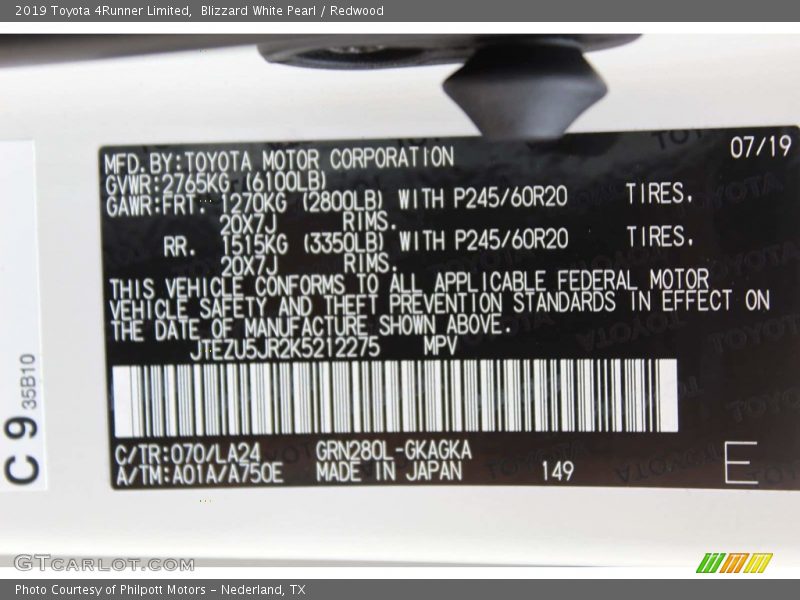 2019 Toyota 4Runner Limited, Blizzard White Pearl / Redwood
07/19
MFD.BY:TOYOTA MOTOR CORPORATION
GVWR:2765KG (6100LB)
GAWR:FRT. 1270KG (2800LB) WITH P245/60R20 TIRES.
20X7J RIMS.
RR. 1515KG (3350LB) WITH P245/60R20 TIRES.
20X7J RIMS.
THIS VEHICLE CONFORMS TO ALL APPLICABLE FEDERAL MOTOR
VEHICLE SAFETY AND THEFT PREVENTION STANDARDS IN EFFECT ON
THE DATE OF MANUFACTURE SHOWN ABOVE.
JTEZU5JR2K5212275 MPV
C/TR:070/LA24 GRN280L-GKAGKA
A/TM:A01A/A750E MADE IN JAPAN 149 E
C9 35B10
GTCARLOT.COM
Photo Courtesy of Philpott Motors - Nederland, TX